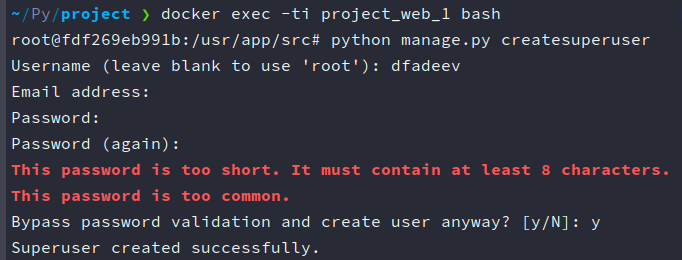 ~/Py/project ❯ docker exec -ti project_web_1 bash
root@fdf269eb991b:/usr/app/src# python manage.py createsuperuser
Username (leave blank to use 'root'): dfadeev
Email address:
Password:
Password (again):
This password is too short. It must contain at least 8 characters.
This password is too common.
Bypass password validation and create user anyway? [y/N]: y
Superuser created successfully.